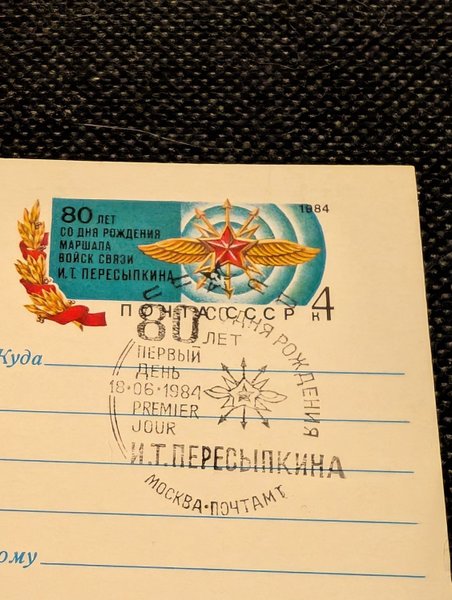 80 ЛЕТ
СО ДНЯ РОЖДЕНИЯ
МАРШАЛА
ВОЙСК СВЯЗИ
И.Т. ПЕРЕСЫПКИНА
1984
ПОЧТА СССР
4 к
Куда
80 ЛЕТ
СО ДНЯ РОЖДЕНИЯ
ПЕРВЫЙ
ДЕНЬ
18·06·1984
PREMIER
JOUR
И.Т. ПЕРЕСЫПКИНА
МОСКВА·ПОЧТАМТ
ому